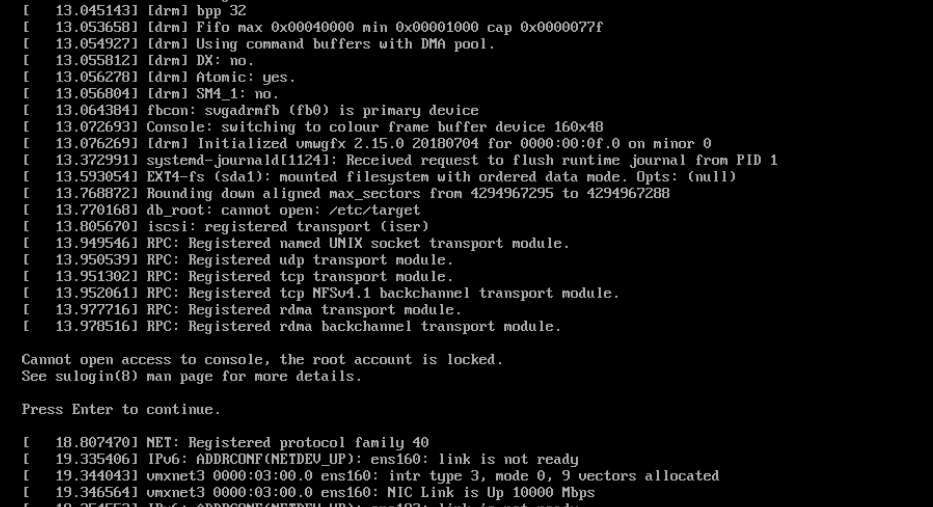 [   13.045143] [drm] bpp 32
[   13.053658] [drm] Fifo max 0x00040000 min 0x00001000 cap 0x0000077f
[   13.054927] [drm] Using command buffers with DMA pool.
[   13.055812] [drm] DX: no.
[   13.056278] [drm] Atomic: yes.
[   13.056804] [drm] SM4_1: no.
[   13.064384] fbcon: svgadrmfb (fb0) is primary device
[   13.072693] Console: switching to colour frame buffer device 160x48
[   13.076269] [drm] Initialized vmwgfx 2.15.0 20180704 for 0000:00:0f.0 on minor 0
[   13.372991] systemd-journald[1124]: Received request to flush runtime journal from PID 1
[   13.593054] EXT4-fs (sda1): mounted filesystem with ordered data mode. Opts: (null)
[   13.768872] Rounding down aligned max_sectors from 4294967295 to 4294967288
[   13.770168] db_root: cannot open: /etc/target
[   13.805670] iscsi: registered transport (iser)
[   13.949546] RPC: Registered named UNIX socket transport module.
[   13.950539] RPC: Registered udp transport module.
[   13.951302] RPC: Registered tcp transport module.
[   13.952061] RPC: Registered tcp NFSv4.1 backchannel transport module.
[   13.977716] RPC: Registered rdma transport module.
[   13.978516] RPC: Registered rdma backchannel transport module.
Cannot open access to console, the root account is locked.
See sulogin(8) man page for more details.
Press Enter to continue.
[   18.807470] NET: Registered protocol family 40
[   19.335406] IPv6: ADDRCONF(NETDEV_UP): ens160: link is not ready
[   19.344043] vmxnet3 0000:03:00.0 ens160: intr type 3, mode 0, 9 vectors allocated
[   19.346564] vmxnet3 0000:03:00.0 ens160: NIC Link is Up 10000 Mbps